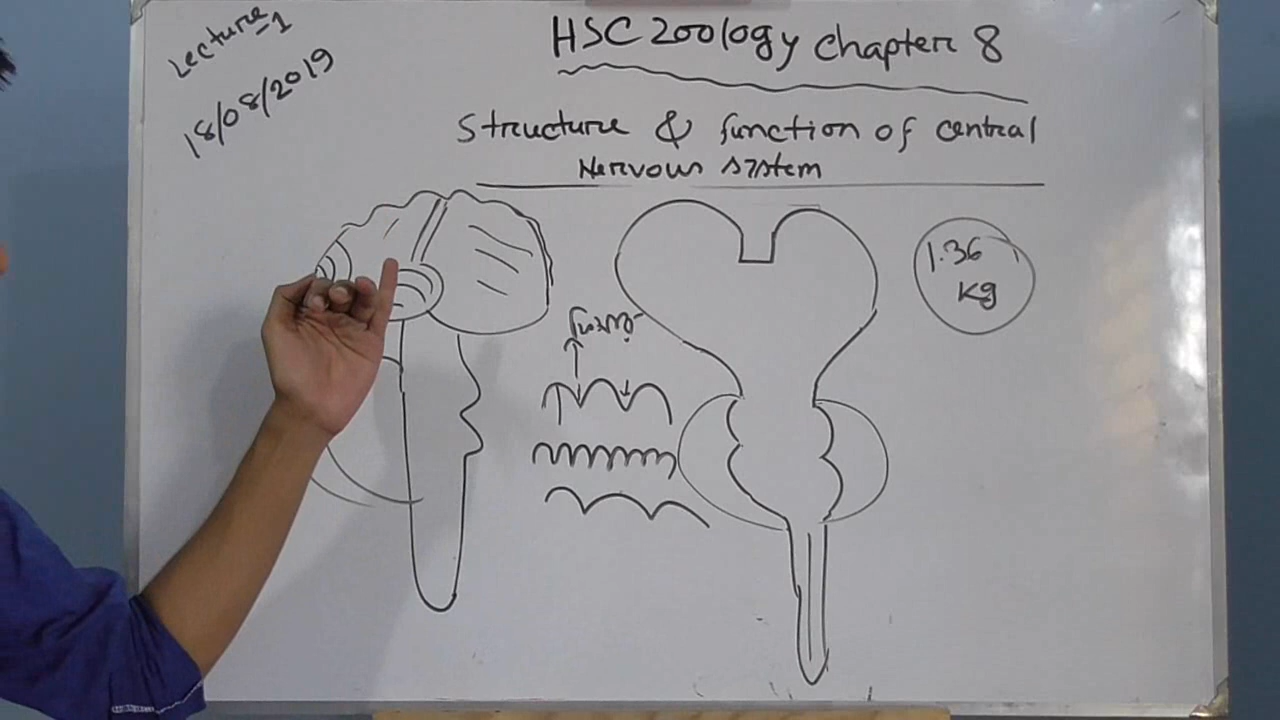 Lecture-1
18/08/2019
HSC Zoology Chapter 8
Structure & function of central
Nervous system
1.36
Kg